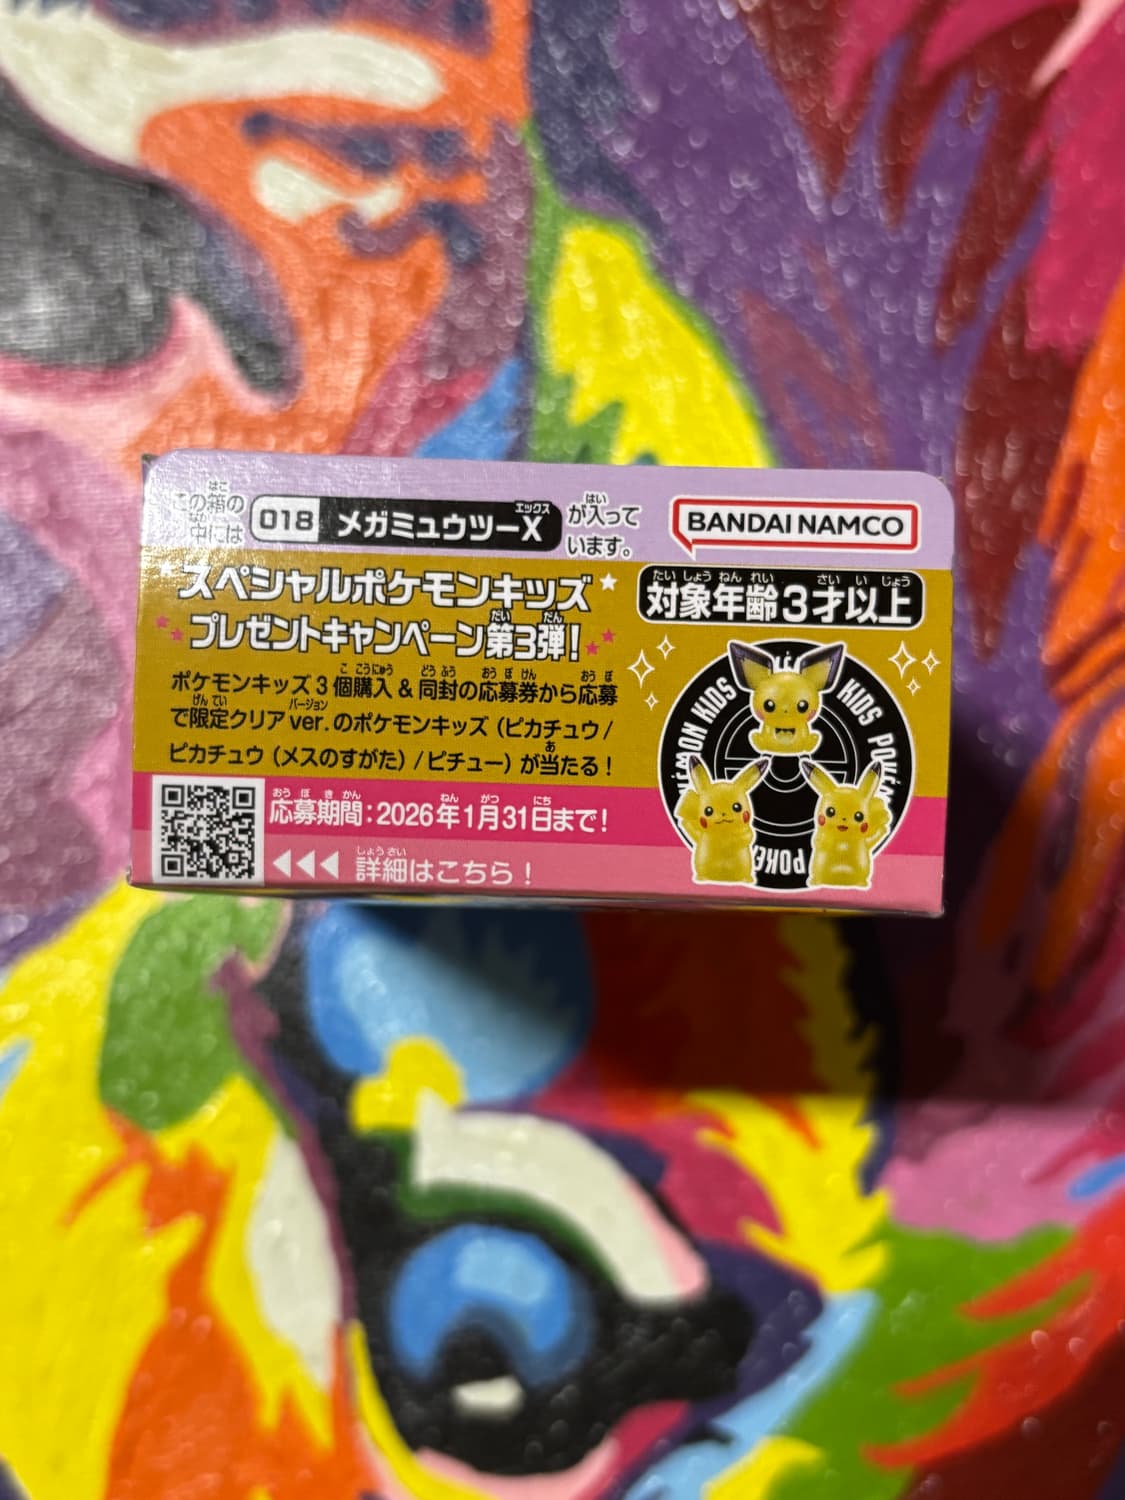 この箱の
中には
018 メガミュウツーX
が入って
います。
BANDAI NAMCO
スペシャルポケモンキッズ
プレゼントキャンペーン第3弾!
対象年齢3才以上
ポケモンキッズ3個購入&同封の応募券から応募
で限定クリアver.のポケモンキッズ(ピカチュウ/
ピカチュウ(メスのすがた)/ピチュー)が当たる!
応募期間:2026年1月31日まで!
詳細はこちら!
KIDS
KIDS